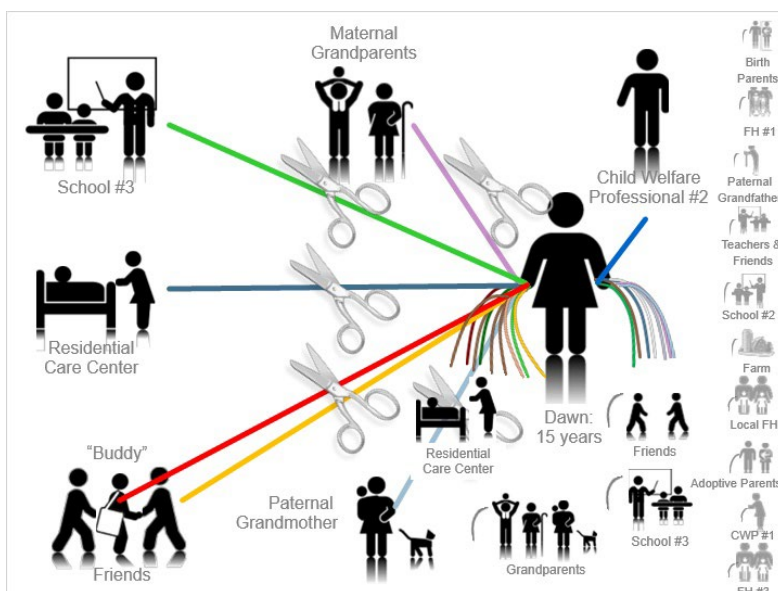 Maternal
Grandparents
School #3
Child Welfare
Professional #2
Residential
Care Center
"Buddy"
Friends
Paternal
Grandmother
Residential
Care Center
Dawn:
15 years
Friends
School #3
Grandparents
Birth
Parents
FH #1
Paternal
Grandfather
Teachers &
Friends
School #2
Farm
Local FH
Adoptive Parents
CWP #1